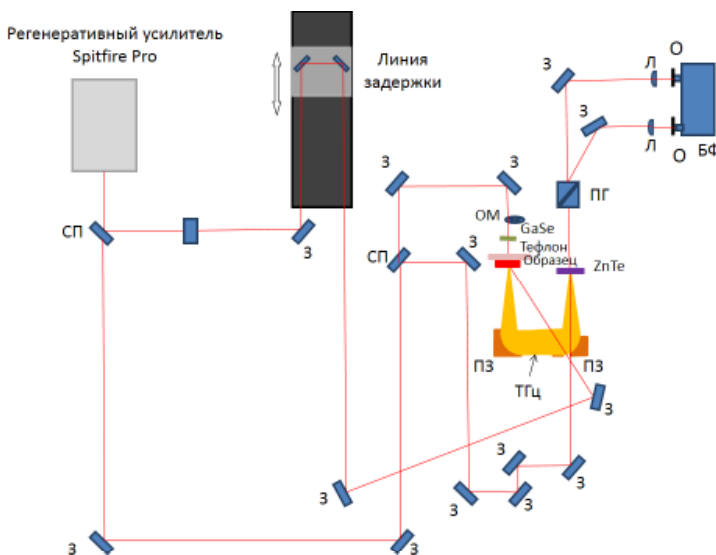 Регенеративный усилитель
Spitfire Pro
Линия
задержки
З
З
О
Л
Л
О
БФ
З
З
ПГ
СП
З
ОМ
GaSe
Тефлон
Образец
СП
З
ZnTe
ПЗ
ПЗ
ТГц
З
З
З
З
З
З
З
З